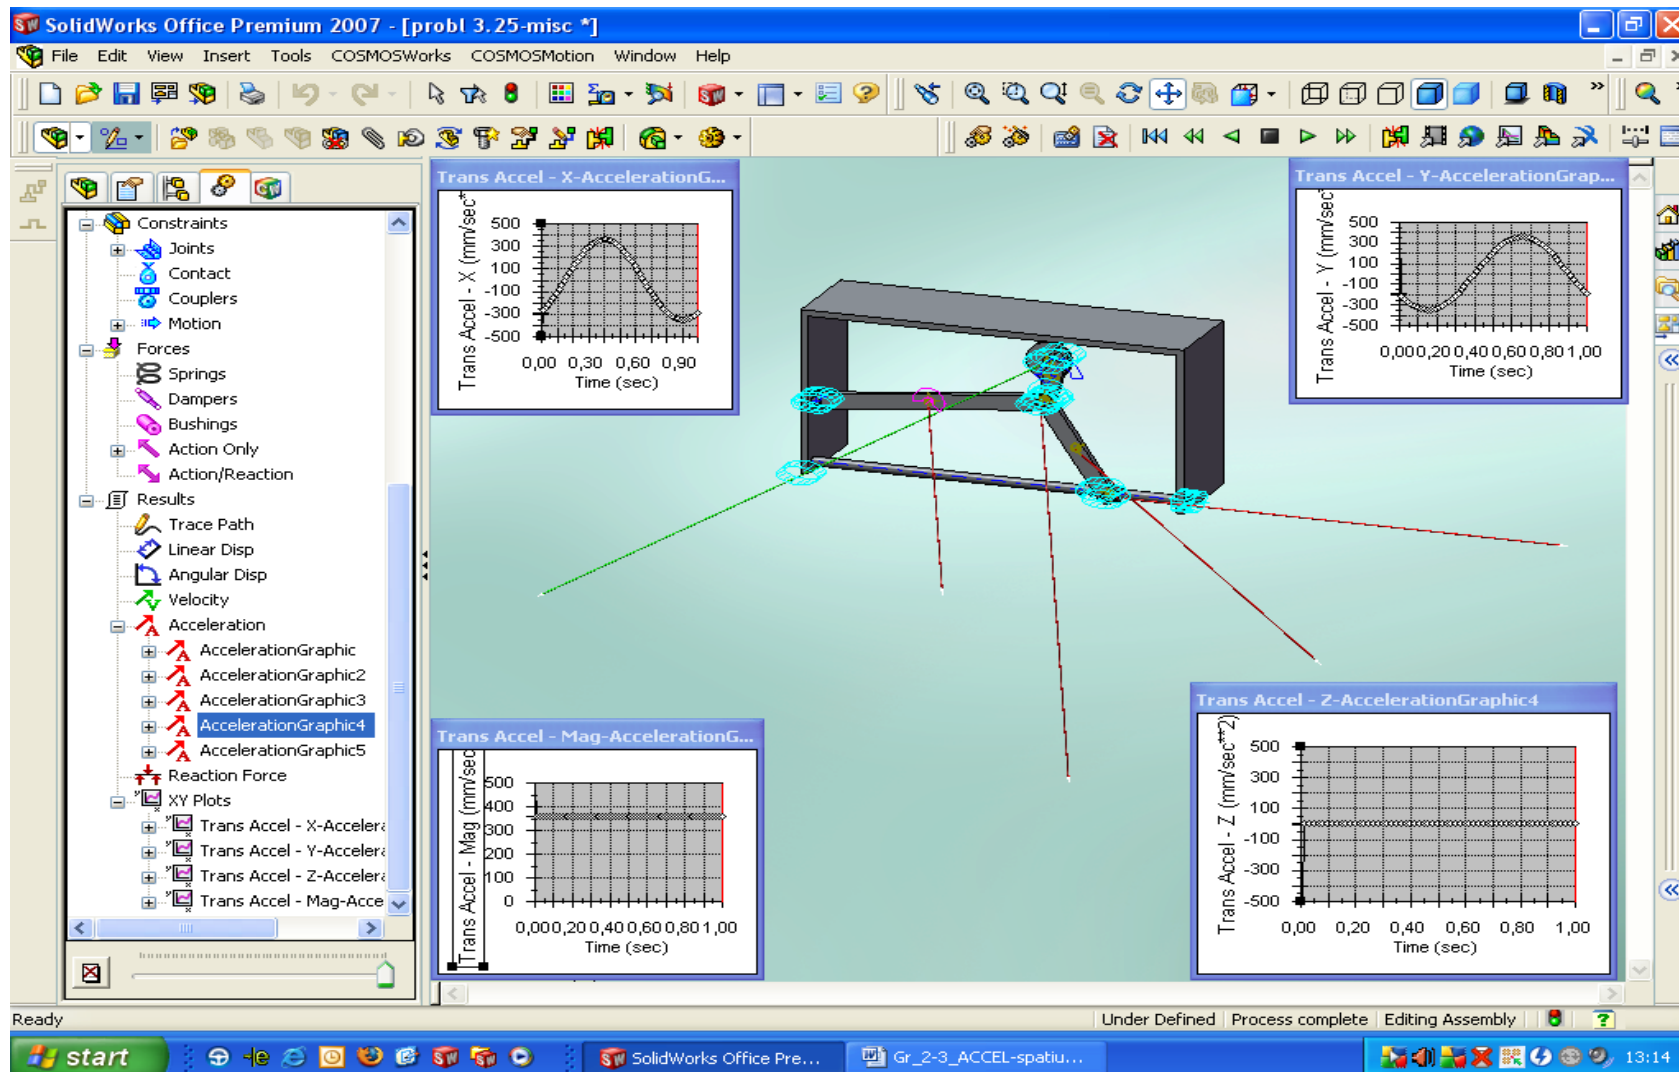 SolidWorks Office Premium 2007 - [probl 3.25-misc *]
File Edit View Insert Tools COSMOSWorks COSMOSMotion Window Help
Constraints
Joints
Contact
Couplers
Motion
Forces
Springs
Dampers
Bushings
Action Only
Action/Reaction
Results
Trace Path
Linear Disp
Angular Disp
Velocity
Acceleration
AccelerationGraphic
AccelerationGraphic2
AccelerationGraphic3
AccelerationGraphic4
AccelerationGraphic5
Reaction Force
XY Plots
Trans Accel - X-Acceler
Trans Accel - Y-Acceler
Trans Accel - Z-Acceler
Trans Accel - Mag-Acce
Trans Accel - X-AccelerationG...
Trans Accel - X (mm/sec*
500
300
100
-100
-300
-500
0,00 0,30 0,60 0,90
Time (sec)
Trans Accel - Y-AccelerationGrap...
Trans Accel - Y (mm/sec*
500
300
100
-100
-300
-500
0,00 0,20 0,40 0,60 0,80 1,00
Time (sec)
Trans Accel - Mag-AccelerationG...
Trans Accel - Mag (mm/sec
500
400
300
200
100
0
0,00 0,20 0,40 0,60 0,80 1,00
Time (sec)
Trans Accel - Z-AccelerationGraphic4
Trans Accel - Z (mm/sec**2)
500
300
100
-100
-300
-500
0,00 0,20 0,40 0,60 0,80 1,00
Time (sec)
Ready
Under Defined Process complete Editing Assembly
start
SolidWorks Office Pre...
Gr_2-3_ACCEL-spatiu...
13:14